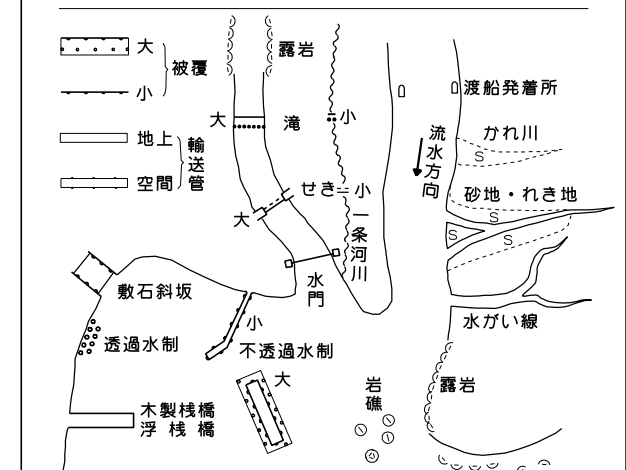 大
被覆
小
地上
輸送管
空間
露岩
大
滝
小
せき
小
大
一条河川
水門
流水方向
渡船発着所
かれ川
S
砂地・れき地
S
S
S
水がい線
敷石斜坂
透過水制
小
不透過水制
大
木製桟橋
浮桟橋
岩礁
露岩